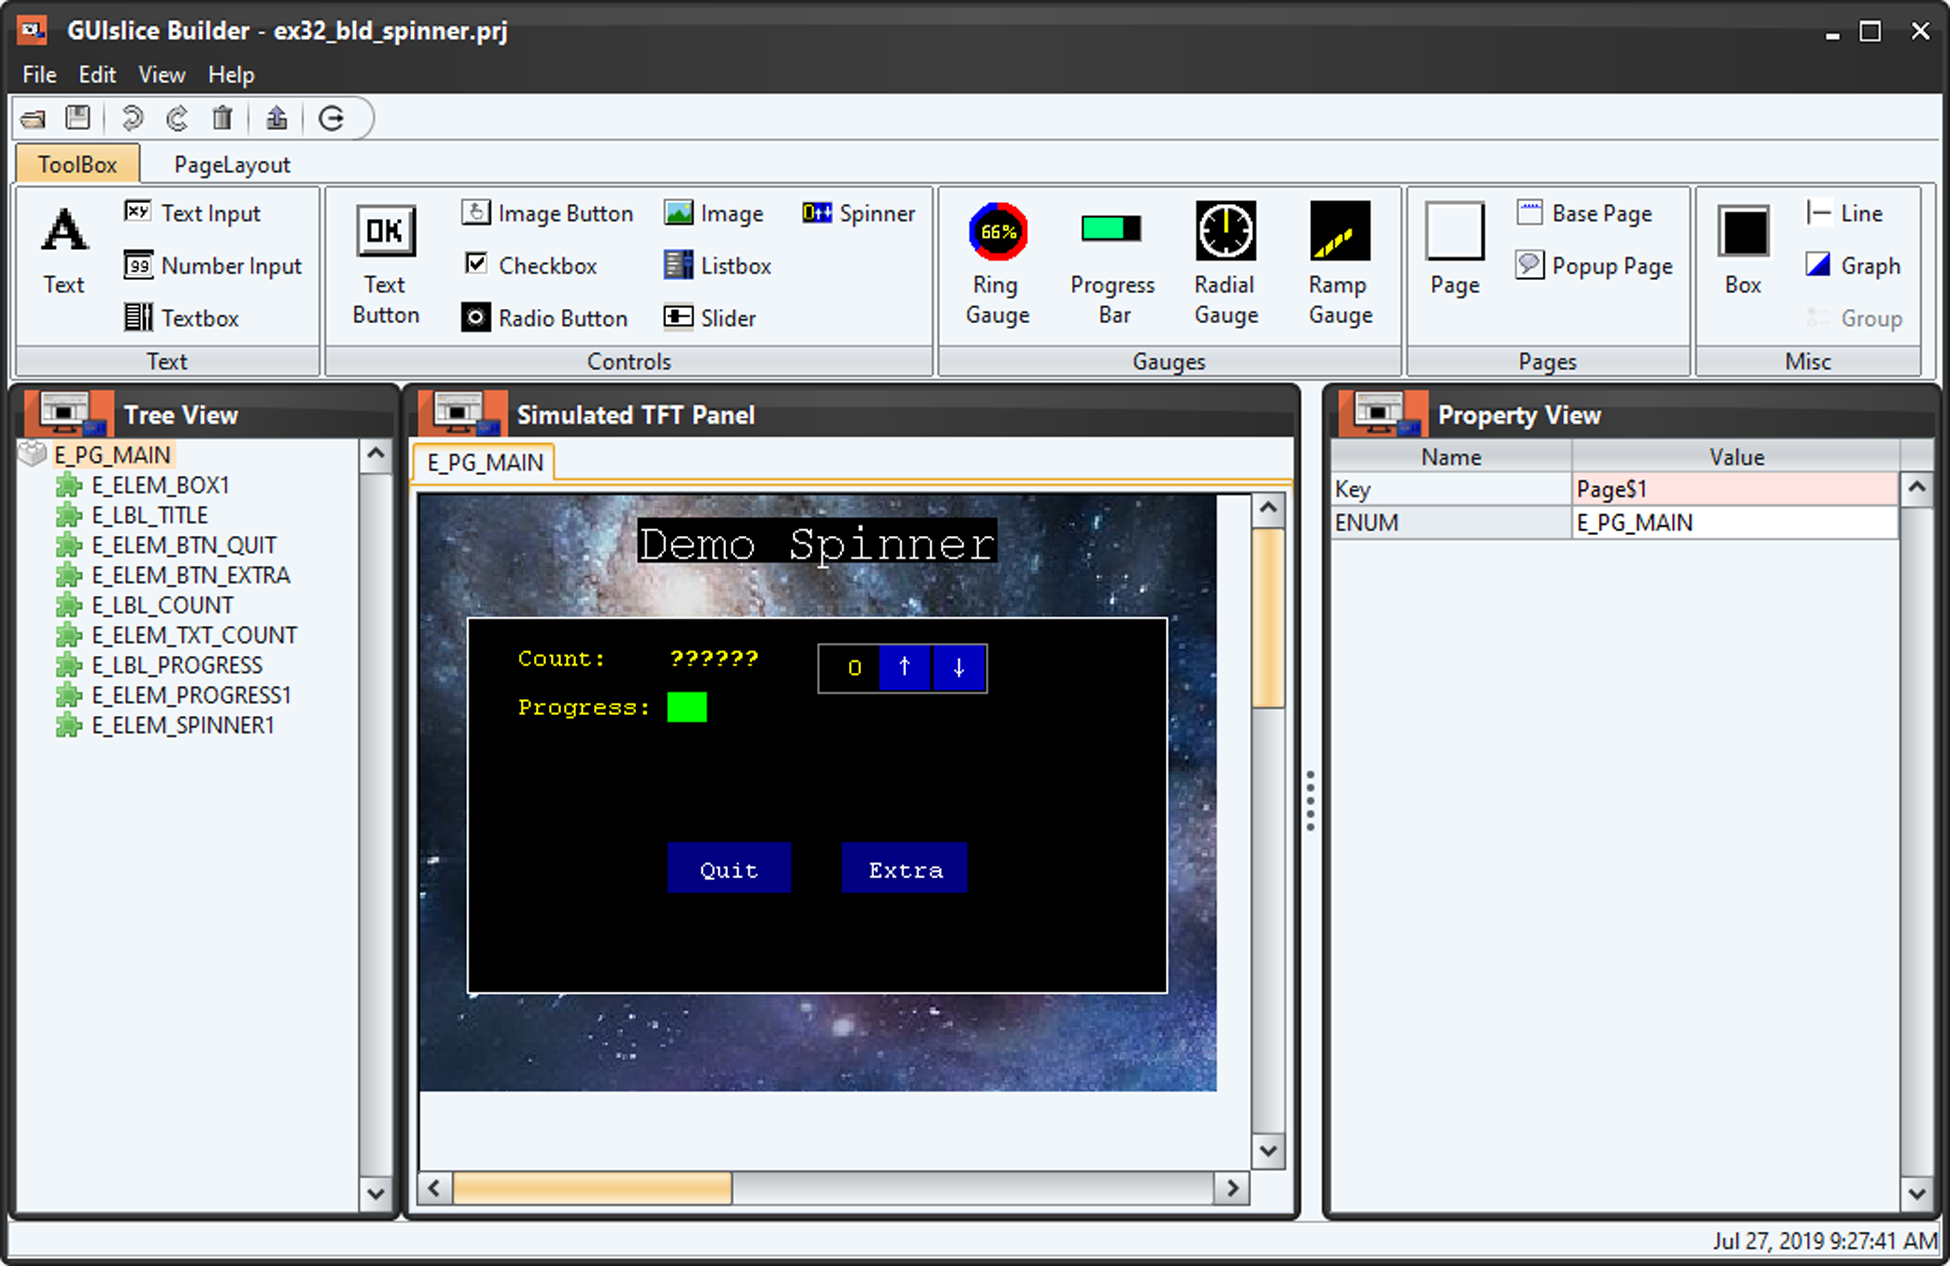 GUIslice Builder - ex32_bld_spinner.prj
File Edit View Help
ToolBox PageLayout
A Text
Text Input
99 Number Input
Textbox
Text
OK Text Button
Image Button
Checkbox
Radio Button
Image
Listbox
Slider
Spinner
Controls
66% Ring Gauge
Progress Bar
Radial Gauge
Ramp Gauge
Gauges
Page
Base Page
Popup Page
Pages
Box
Line
Graph
Group
Misc
Tree View
E_PG_MAIN
E_ELEM_BOX1
E_LBL_TITLE
E_ELEM_BTN_QUIT
E_ELEM_BTN_EXTRA
E_LBL_COUNT
E_ELEM_TXT_COUNT
E_LBL_PROGRESS
E_ELEM_PROGRESS1
E_ELEM_SPINNER1
Simulated TFT Panel
E_PG_MAIN
Demo Spinner
Count: ?????? 0 ↑ ↓
Progress:
Quit Extra
Property View
Name Value
Key Page$1
ENUM E_PG_MAIN
Jul 27, 2019 9:27:41 AM